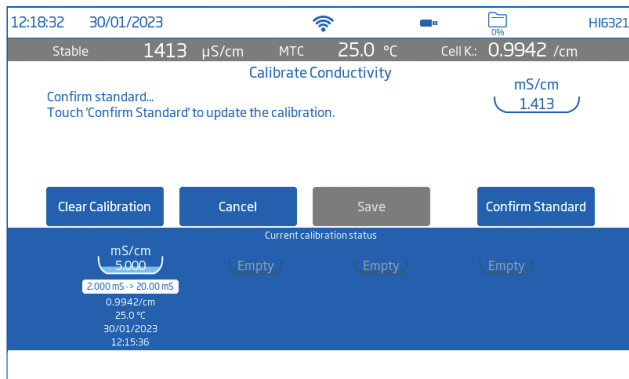 12:18:32 30/01/2023 0% HI6321
Stable 1413 µS/cm MTC 25.0 °C Cell K.: 0.9942 /cm
Calibrate Conductivity
Confirm standard...
Touch 'Confirm Standard' to update the calibration.
mS/cm
1.413
Clear Calibration Cancel Save Confirm Standard
Current calibration status
mS/cm
5.000 Empty Empty Empty
2.000 mS -> 20.00 mS
0.9942/cm
25.0 °C
30/01/2023
12:15:36